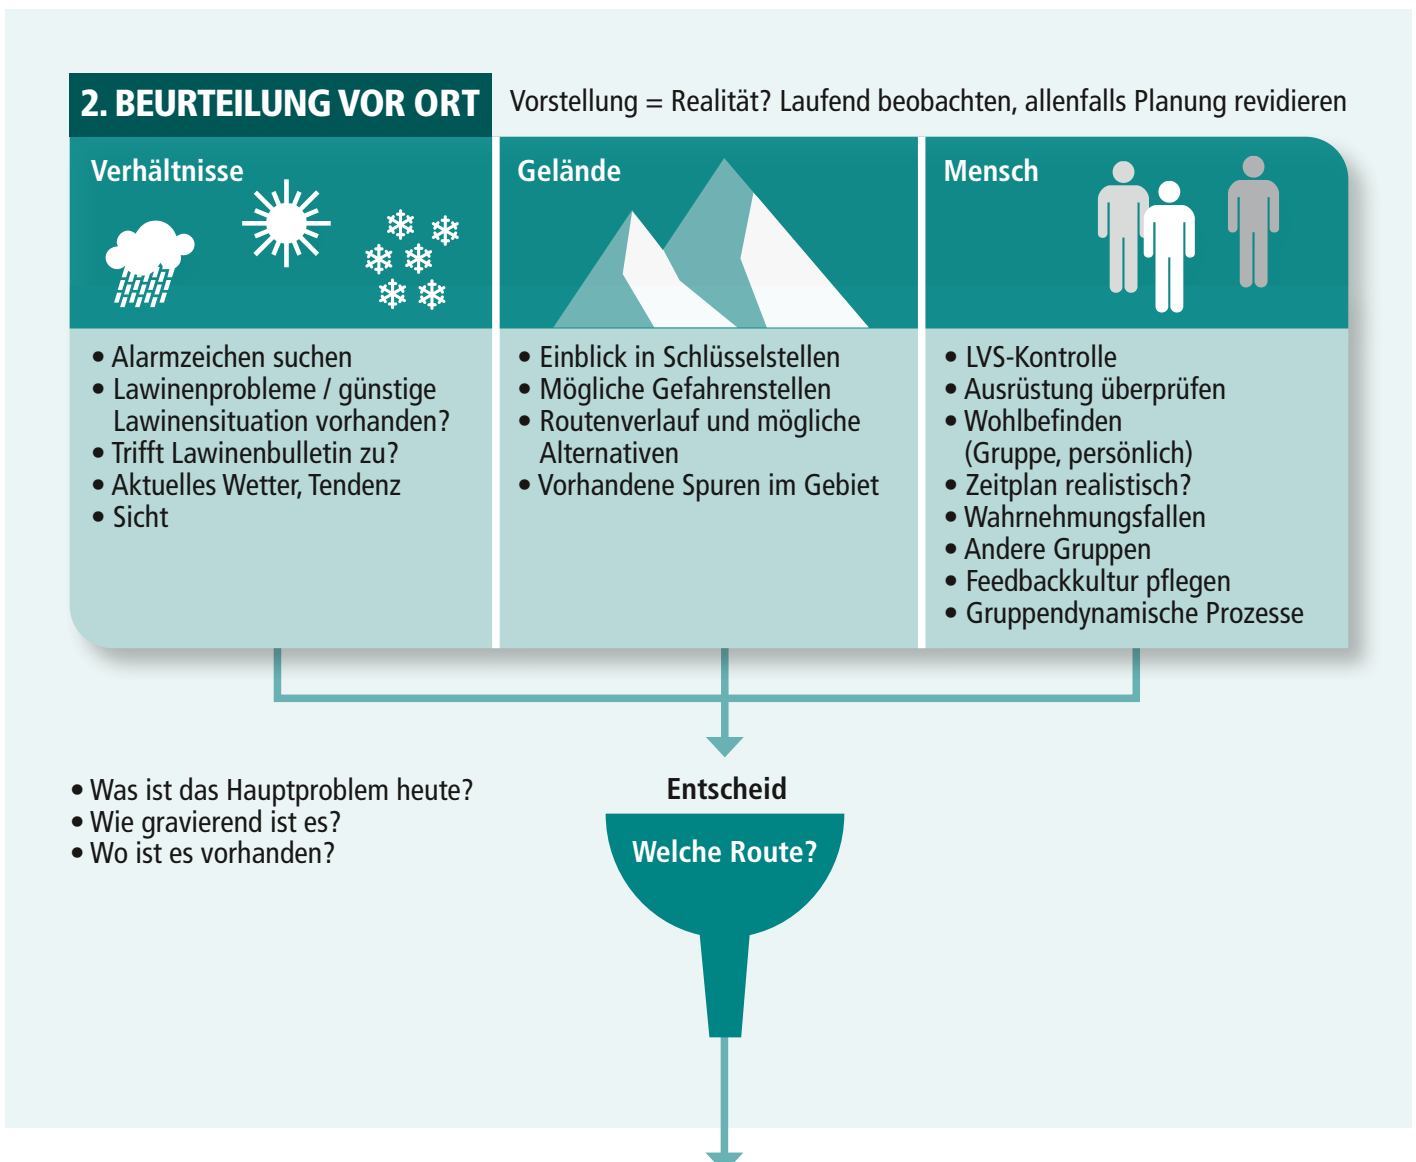 2. BEURTEILUNG VOR ORT
Vorstellung = Realität? Laufend beobachten, allenfalls Planung revidieren
Verhältnisse
• Alarmzeichen suchen
• Lawinenprobleme / günstige
Lawinensituation vorhanden?
• Trifft Lawinenbulletin zu?
• Aktuelles Wetter, Tendenz
• Sicht
Gelände
• Einblick in Schlüsselstellen
• Mögliche Gefahrenstellen
• Routenverlauf und mögliche
Alternativen
• Vorhandene Spuren im Gebiet
Mensch
• LVS-Kontrolle
• Ausrüstung überprüfen
• Wohlbefinden
(Gruppe, persönlich)
• Zeitplan realistisch?
• Wahrnehmungsfallen
• Andere Gruppen
• Feedbackkultur pflegen
• Gruppendynamische Prozesse
• Was ist das Hauptproblem heute?
• Wie gravierend ist es?
• Wo ist es vorhanden?
Entscheid
Welche Route?